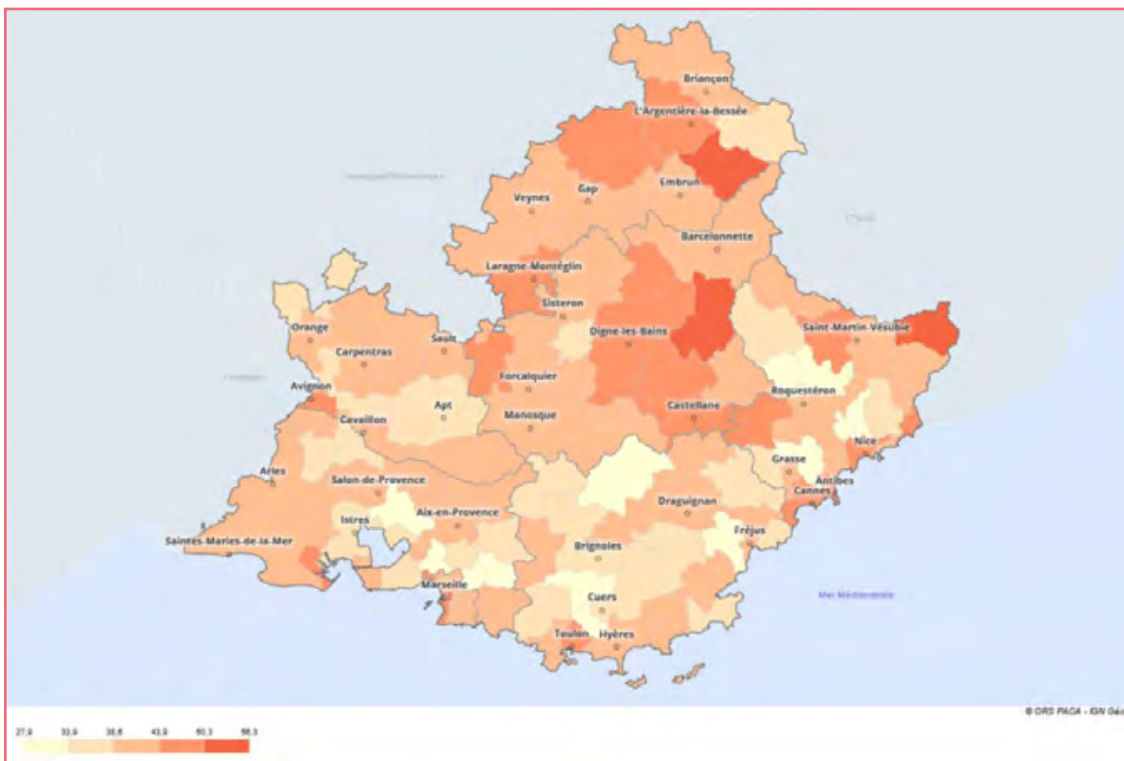 Briançon
L'Argentière-la-Bessée
Embrun
Gap
Veynes
Barcelonnette
Laragne-Montéglin
Sisteron
Orange
Digne-les-Bains
Saint-Martin-Vésubie
Sault
Carpentras
Forcalquier
Avignon
Roquestéron
Apt
Castellane
Manosque
Cavaillon
Nice
Grasse
Arles
Salon-de-Provence
Antibes
Cannes
Draguignan
Aix-en-Provence
Istres
Fréjus
Saintes-Maries-de-la-Mer
Brignoles
Marseille
Mer Méditerranée
Cuers
Toulon
Hyères
© ORS PACA - IGN Géo
27,9 33,9 38,6 43,9 50,3